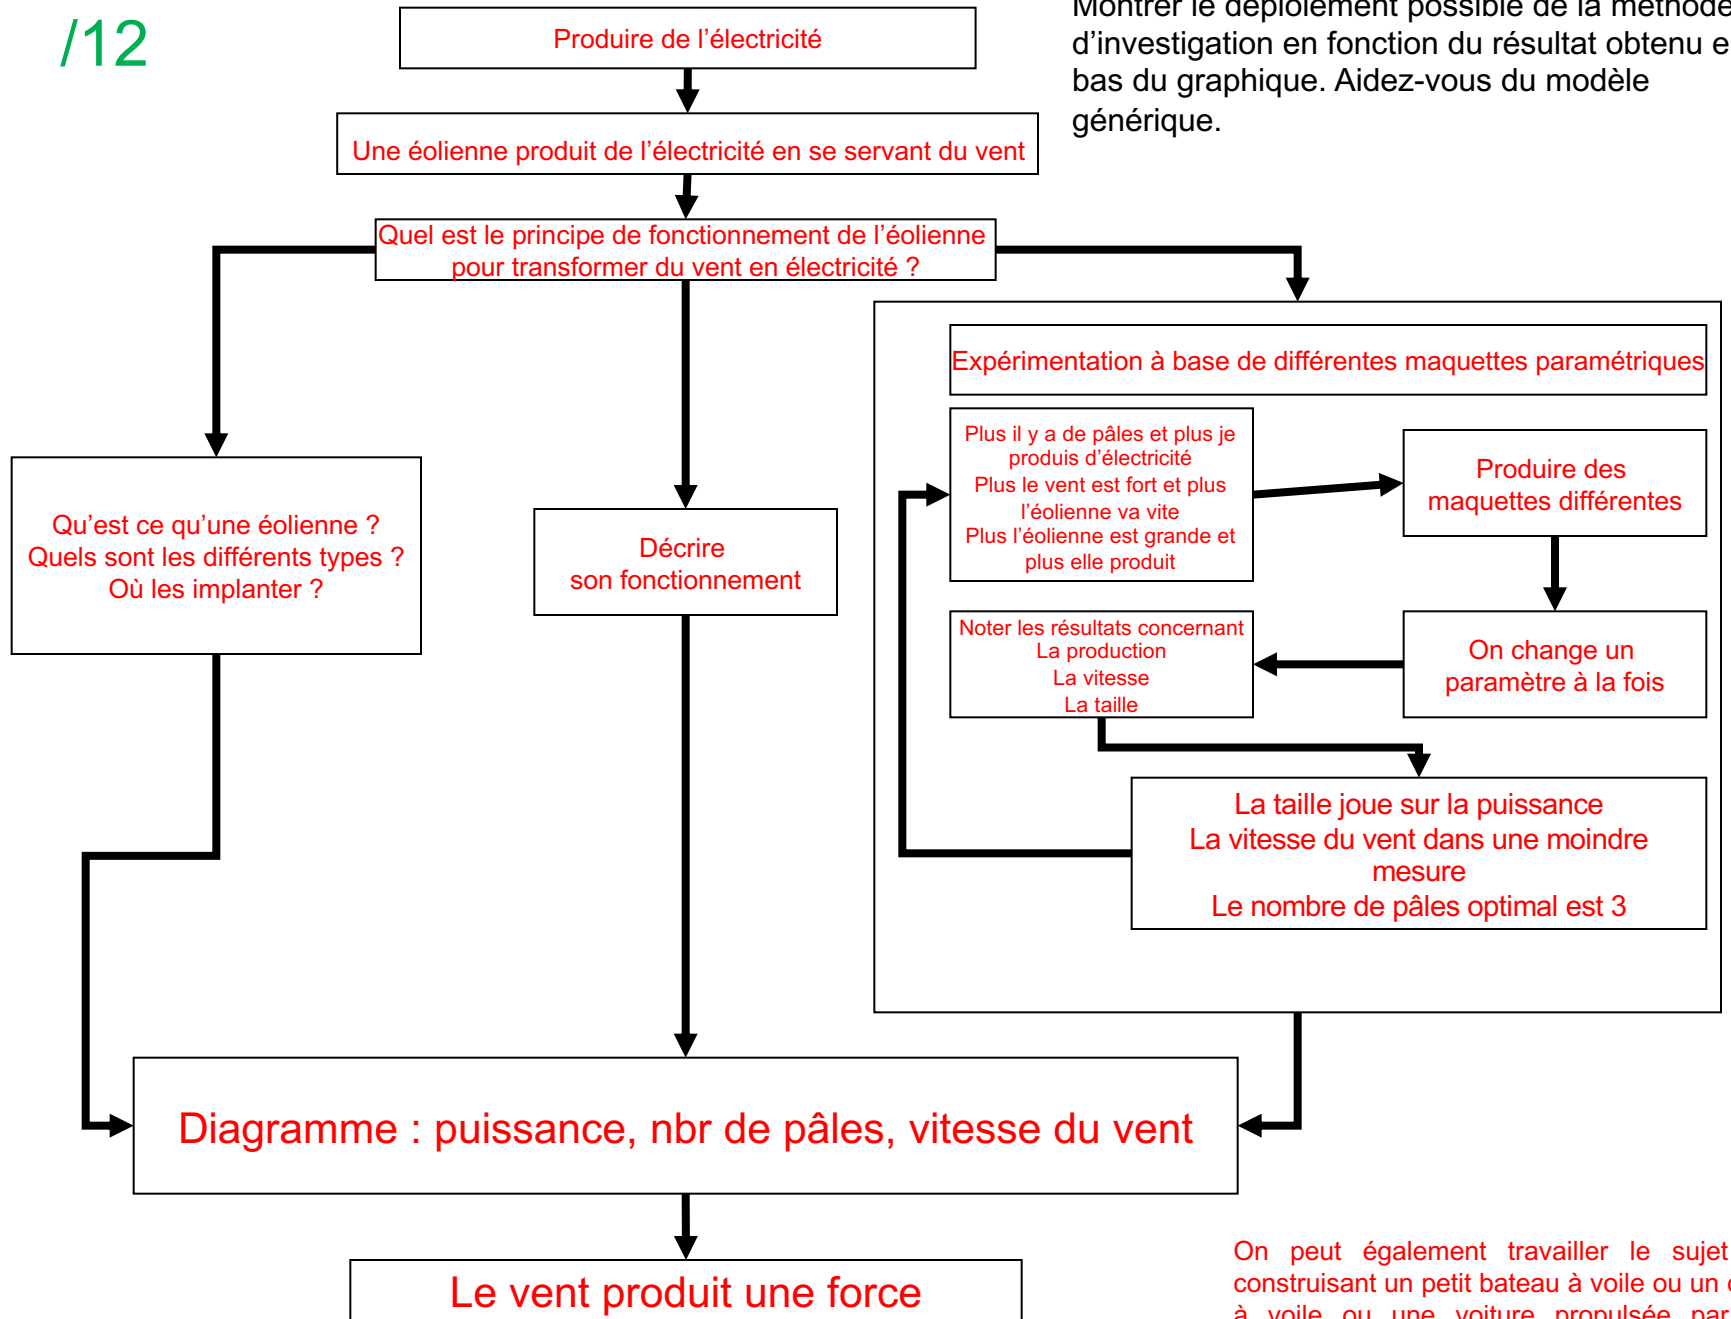 /12
Montrer le déploiement possible de la méthode
d’investigation en fonction du résultat obtenu e
bas du graphique. Aidez-vous du modèle
générique.
Produire de l’électricité
Une éolienne produit de l’électricité en se servant du vent
Quel est le principe de fonctionnement de l’éolienne
pour transformer du vent en électricité ?
Qu’est ce qu’une éolienne ?
Quels sont les différents types ?
Où les implanter ?
Décrire
son fonctionnement
Expérimentation à base de différentes maquettes paramétriques
Plus il y a de pâles et plus je
produis d’électricité
Plus le vent est fort et plus
l’éolienne va vite
Plus l’éolienne est grande et
plus elle produit
Produire des
maquettes différentes
On change un
paramètre à la fois
Noter les résultats concernant
La production
La vitesse
La taille
La taille joue sur la puissance
La vitesse du vent dans une moindre
mesure
Le nombre de pâles optimal est 3
Diagramme : puissance, nbr de pâles, vitesse du vent
Le vent produit une force
On peut également travailler le sujet
construisant un petit bateau à voile ou un
à voile ou une voiture propulsée par